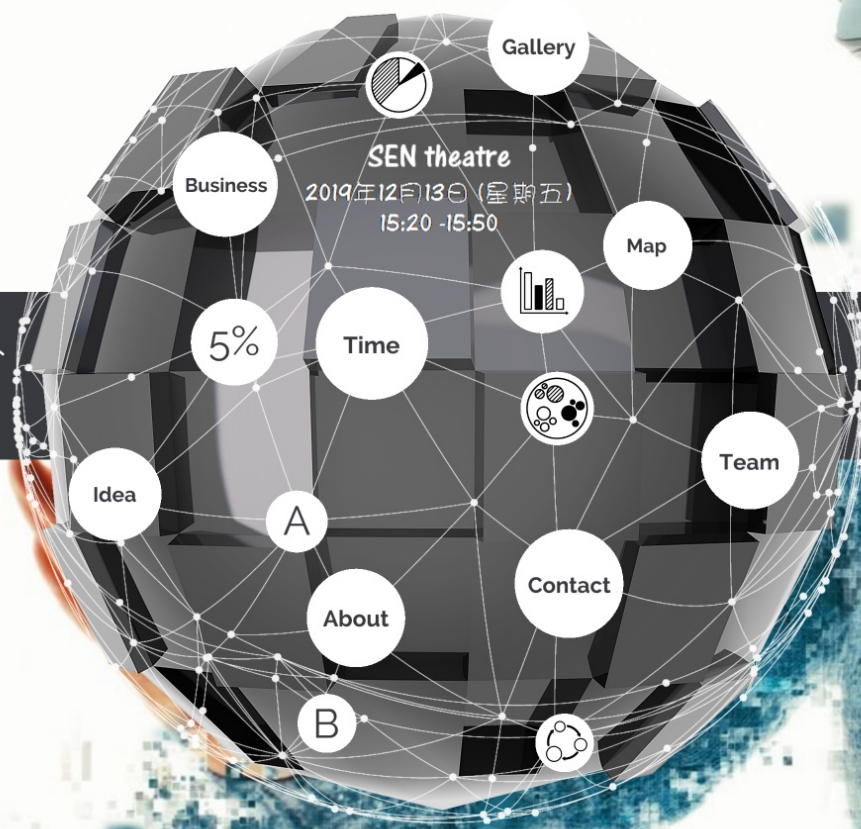 Gallery
SEN theatre
Business
2019年12月13日 (星期五)
15:20 -15:50
Map
5%
Time
Team
Idea
A
Contact
About
B